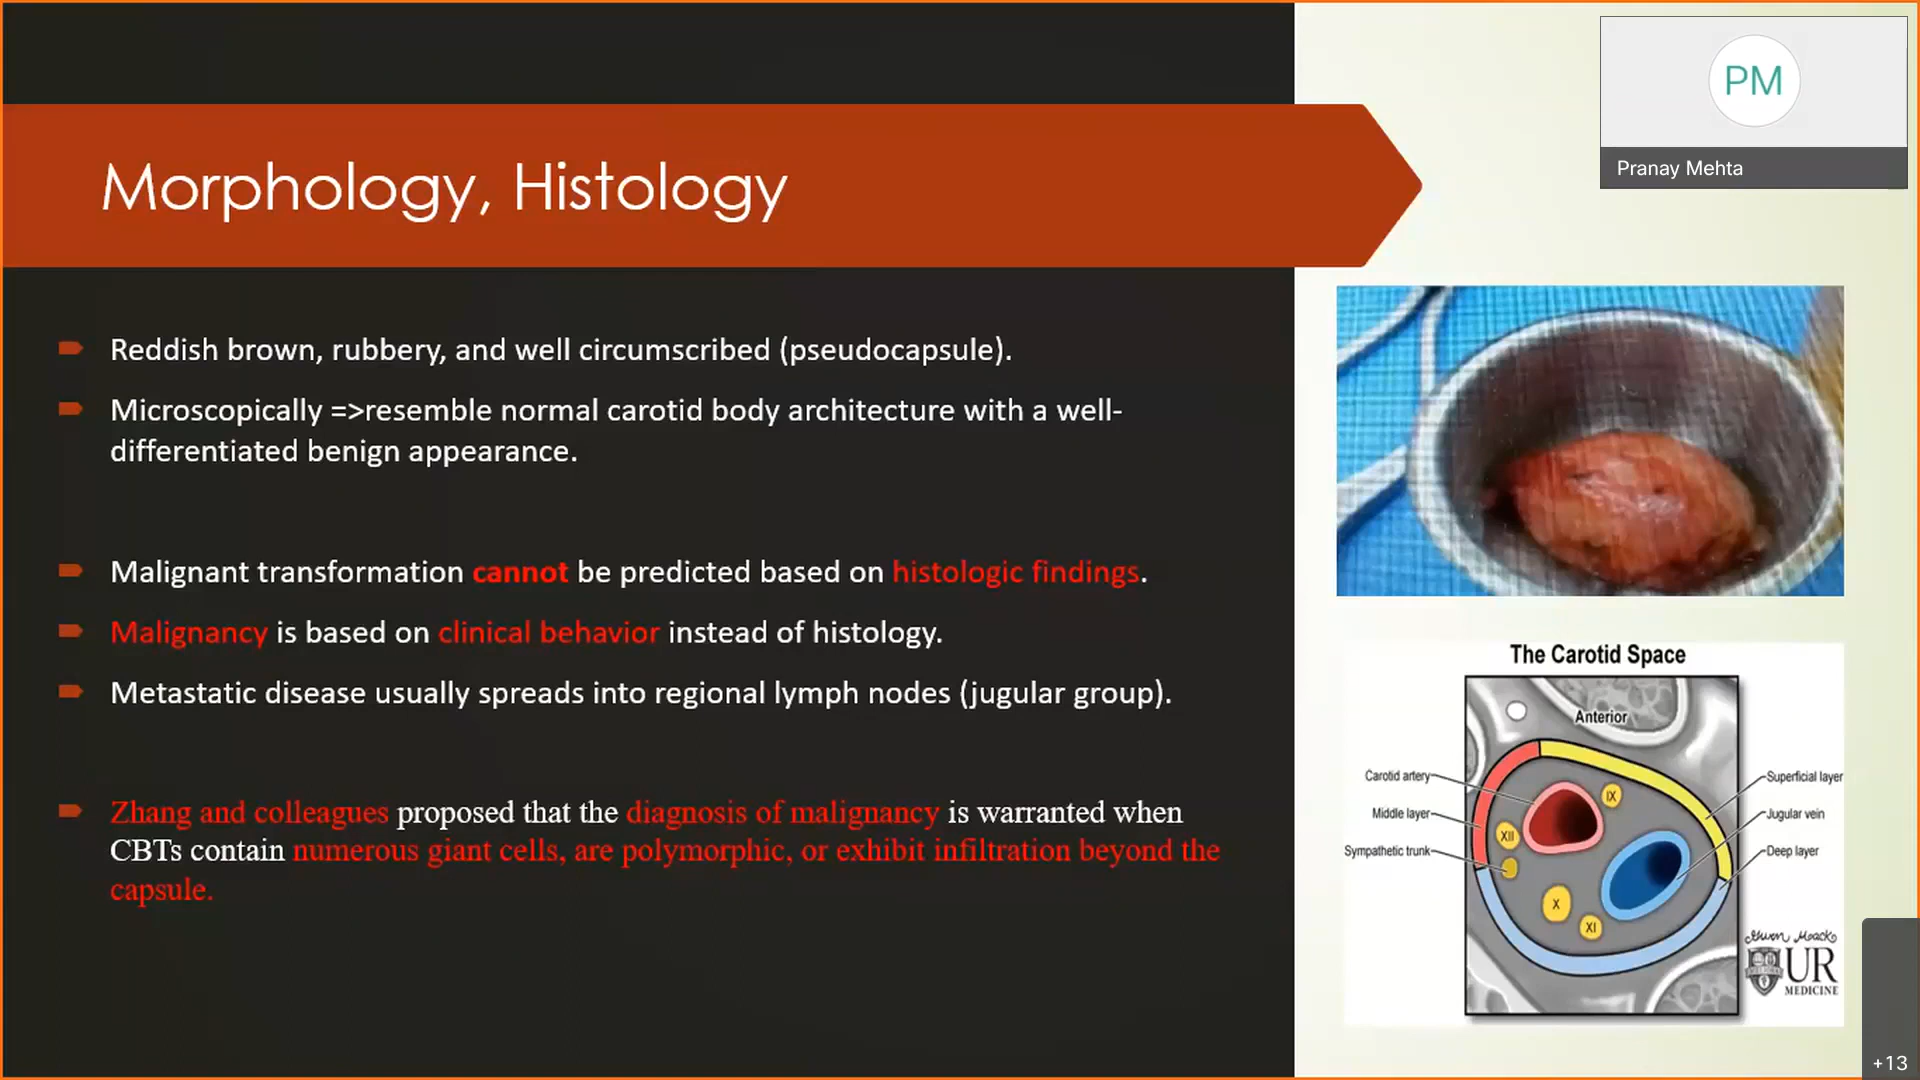 PM
Pranay Mehta
Morphology, Histology
Reddish brown, rubbery, and well circumscribed (pseudocapsule).
Microscopically =>resemble normal carotid body architecture with a well-
differentiated benign appearance.
Malignant transformation cannot be predicted based on histologic findings.
Malignancy is based on clinical behavior instead of histology.
Metastatic disease usually spreads into regional lymph nodes (jugular group).
Zhang and colleagues proposed that the diagnosis of malignancy is warranted when
CBTs contain numerous giant cells, are polymorphic, or exhibit infiltration beyond the
capsule.
The Carotid Space
Anterior
Carotid artery
Middle layer
Sympathetic trunk
IX
XII
X
XI
Superficial layer
Jugular vein
Deep layer
UR
MEDICINE
+13